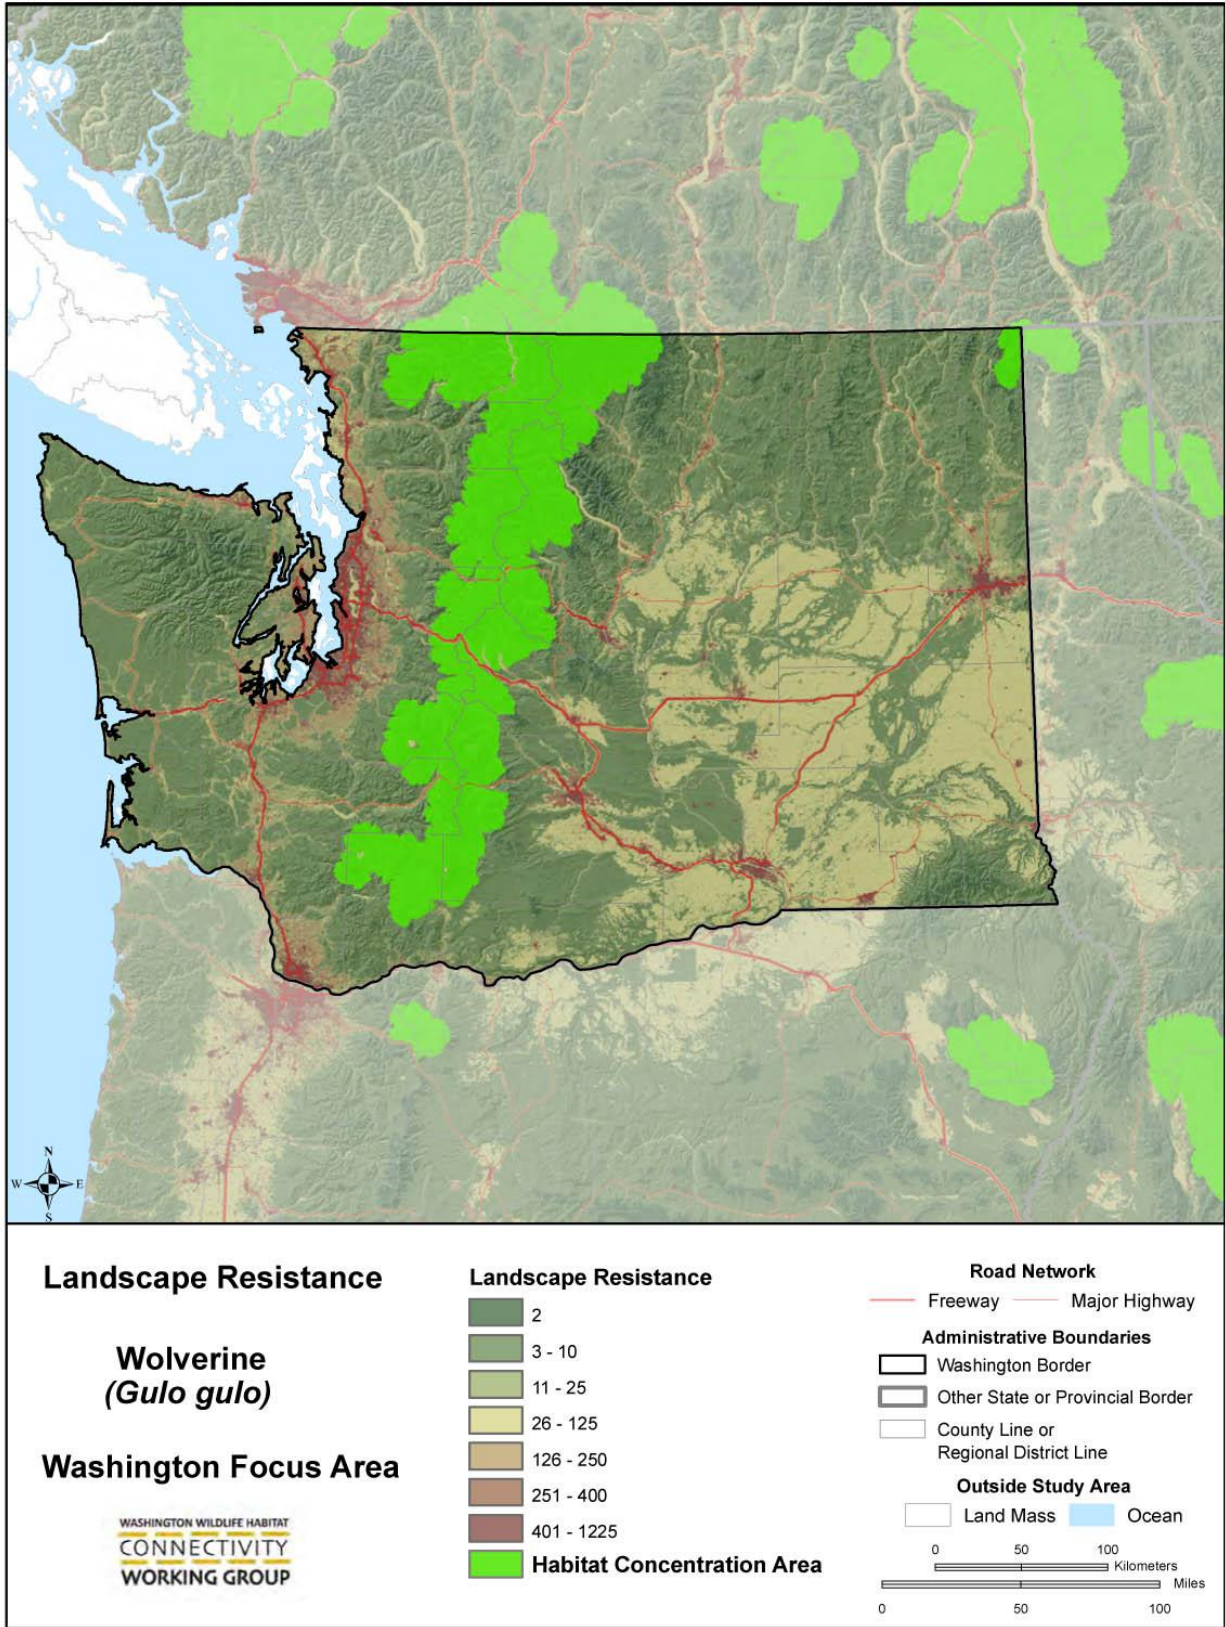 N
W E
S
Landscape Resistance
Wolverine
(Gulo gulo)
Washington Focus Area
WASHINGTON WILDLIFE HABITAT
CONNECTIVITY
WORKING GROUP
Landscape Resistance
2
3 - 10
11 - 25
26 - 125
126 - 250
251 - 400
401 - 1225
Habitat Concentration Area
Road Network
Freeway Major Highway
Administrative Boundaries
Washington Border
Other State or Provincial Border
County Line or
Regional District Line
Outside Study Area
Land Mass Ocean
0 50 100
Kilometers
Miles
0 50 100